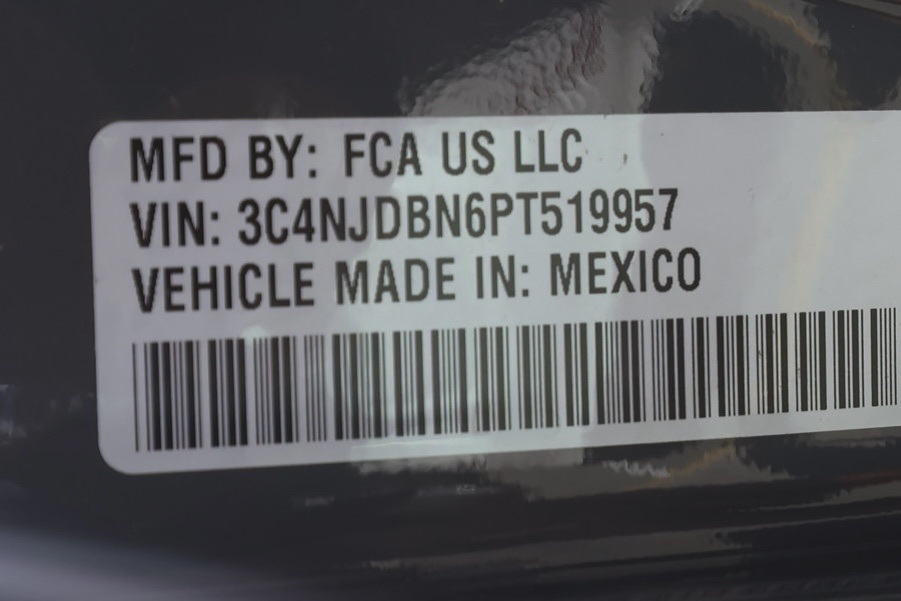 MFD BY: FCA US LLC
VIN: 3C4NJDBN6PT519957
VEHICLE MADE IN: MEXICO